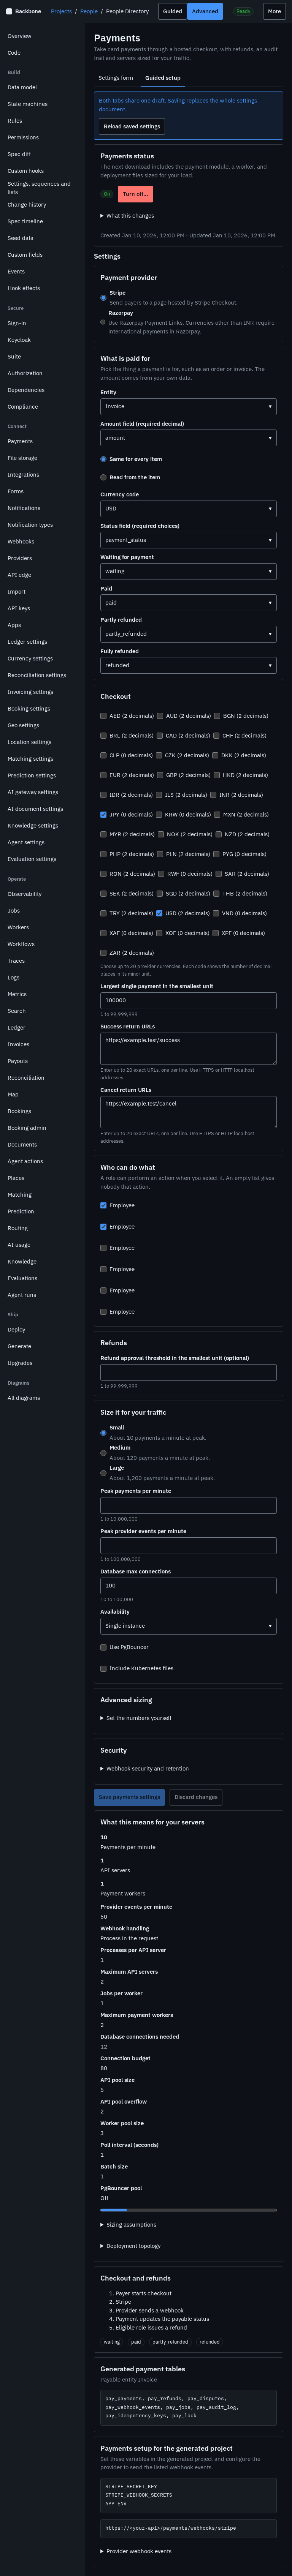 Backbone
Projects / People / People Directory
Guided
Advanced
Ready
More
Overview
Code
Build
Data model
State machines
Rules
Permissions
Spec diff
Custom hooks
Settings, sequences and
lists
Change history
Spec timeline
Seed data
Custom fields
Events
Hook effects
Secure
Sign-in
Keycloak
Suite
Authorization
Dependencies
Compliance
Connect
Payments
File storage
Integrations
Forms
Notifications
Notification types
Webhooks
Providers
API edge
Import
API keys
Apps
Ledger settings
Currency settings
Reconciliation settings
Invoicing settings
Booking settings
Geo settings
Location settings
Matching settings
Prediction settings
AI gateway settings
AI document settings
Knowledge settings
Agent settings
Evaluation settings
Operate
Observability
Jobs
Workers
Workflows
Traces
Logs
Metrics
Search
Ledger
Invoices
Payouts
Reconciliation
Map
Bookings
Booking admin
Documents
Agent actions
Places
Matching
Prediction
Routing
AI usage
Knowledge
Evaluations
Agent runs
Ship
Deploy
Generate
Upgrades
Diagrams
All diagrams
Payments
Take card payments through a hosted checkout, with refunds, an audit
trail and servers sized for your traffic.
Settings form
Guided setup
Both tabs share one draft. Saving replaces the whole settings
document.
Reload saved settings
Payments status
The next download includes the payment module, a worker, and
deployment files sized for your load.
On
Turn off...
What this changes
Created Jan 10, 2026, 12:00 PM · Updated Jan 10, 2026, 12:00 PM
Settings
Payment provider
Stripe
Send payers to a page hosted by Stripe Checkout.
Razorpay
Use Razorpay Payment Links. Currencies other than INR require
international payments in Razorpay.
What is paid for
Pick the thing a payment is for, such as an order or invoice. The
amount comes from your own data.
Entity
Invoice
Amount field (required decimal)
amount
Same for every item
Read from the item
Currency code
USD
Status field (required choices)
payment_status
Waiting for payment
waiting
Paid
paid
Partly refunded
partly_refunded
Fully refunded
refunded
Checkout
AED (2 decimals) AUD (2 decimals) BGN (2 decimals)
BRL (2 decimals) CAD (2 decimals) CHF (2 decimals)
CLP (0 decimals) CZK (2 decimals) DKK (2 decimals)
EUR (2 decimals) GBP (2 decimals) HKD (2 decimals)
IDR (2 decimals) ILS (2 decimals) INR (2 decimals)
JPY (0 decimals) KRW (0 decimals) MXN (2 decimals)
MYR (2 decimals) NOK (2 decimals) NZD (2 decimals)
PHP (2 decimals) PLN (2 decimals) PYG (0 decimals)
RON (2 decimals) RWF (0 decimals) SAR (2 decimals)
SEK (2 decimals) SGD (2 decimals) THB (2 decimals)
TRY (2 decimals) USD (2 decimals) VND (0 decimals)
XAF (0 decimals) XOF (0 decimals) XPF (0 decimals)
ZAR (2 decimals)
Choose up to 30 provider currencies. Each code shows the number of decimal
places in its minor unit.
Largest single payment in the smallest unit
100000
1 to 99,999,999
Success return URLs
https://example.test/success
Enter up to 20 exact URLs, one per line. Use HTTPS or HTTP localhost
addresses.
Cancel return URLs
https://example.test/cancel
Enter up to 20 exact URLs, one per line. Use HTTPS or HTTP localhost
addresses.
Who can do what
A role can perform an action when you select it. An empty list gives
nobody that action.
Employee
Employee
Employee
Employee
Employee
Employee
Refunds
Refund approval threshold in the smallest unit (optional)
1 to 99,999,999
Size it for your traffic
Small
About 10 payments a minute at peak.
Medium
About 120 payments a minute at peak.
Large
About 1,200 payments a minute at peak.
Peak payments per minute
1 to 10,000,000
Peak provider events per minute
1 to 100,000,000
Database max connections
100
10 to 100,000
Availability
Single instance
Use PgBouncer
Include Kubernetes files
Advanced sizing
Set the numbers yourself
Security
Webhook security and retention
Save payments settings
Discard changes
What this means for your servers
10
Payments per minute
1
API servers
1
Payment workers
Provider events per minute
50
Webhook handling
Process in the request
Processes per API server
1
Maximum API servers
2
Jobs per worker
1
Maximum payment workers
2
Database connections needed
12
Connection budget
80
API pool size
5
API pool overflow
2
Worker pool size
3
Poll interval (seconds)
1
Batch size
1
PgBouncer pool
Off
Sizing assumptions
Deployment topology
Checkout and refunds
1. Payer starts checkout
2. Stripe
3. Provider sends a webhook
4. Payment updates the payable status
5. Eligible role issues a refund
waiting paid partly_refunded refunded
Generated payment tables
Payable entity Invoice
pay_payments, pay_refunds, pay_disputes,
pay_webhook_events, pay_jobs, pay_audit_log,
pay_idempotency_keys, pay_lock
Payments setup for the generated project
Set these variables in the generated project and configure the
provider to send the listed webhook events.
STRIPE_SECRET_KEY
STRIPE_WEBHOOK_SECRETS
APP_ENV
https://<your-api>/payments/webhooks/stripe
Provider webhook events